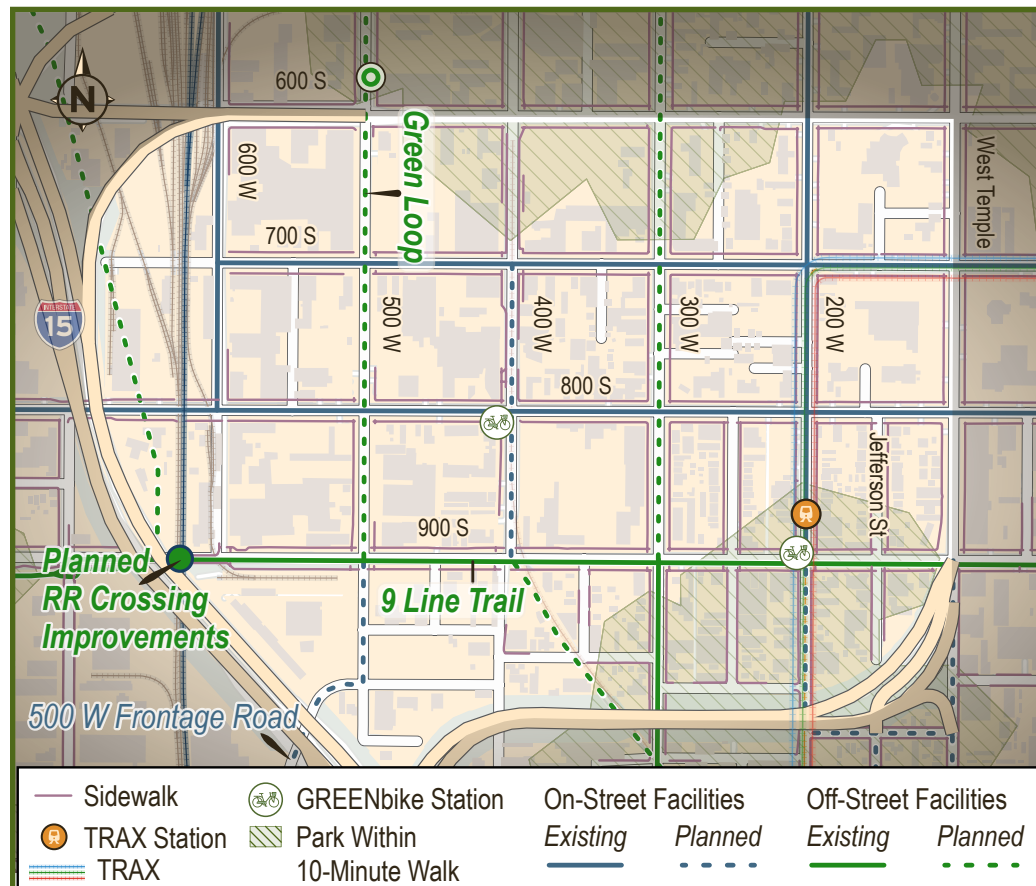 600 S
N
Green Loop
600 W
West Temple
700 S
INTERSTATE
15
500 W
400 W
300 W
200 W
800 S
Jefferson St
900 S
Planned
RR Crossing
Improvements
9 Line Trail
500 W Frontage Road
Sidewalk
GREENbike Station
On-Street Facilities
Off-Street Facilities
TRAX Station
Park Within
10-Minute Walk
Existing
Planned
Existing
Planned
TRAX